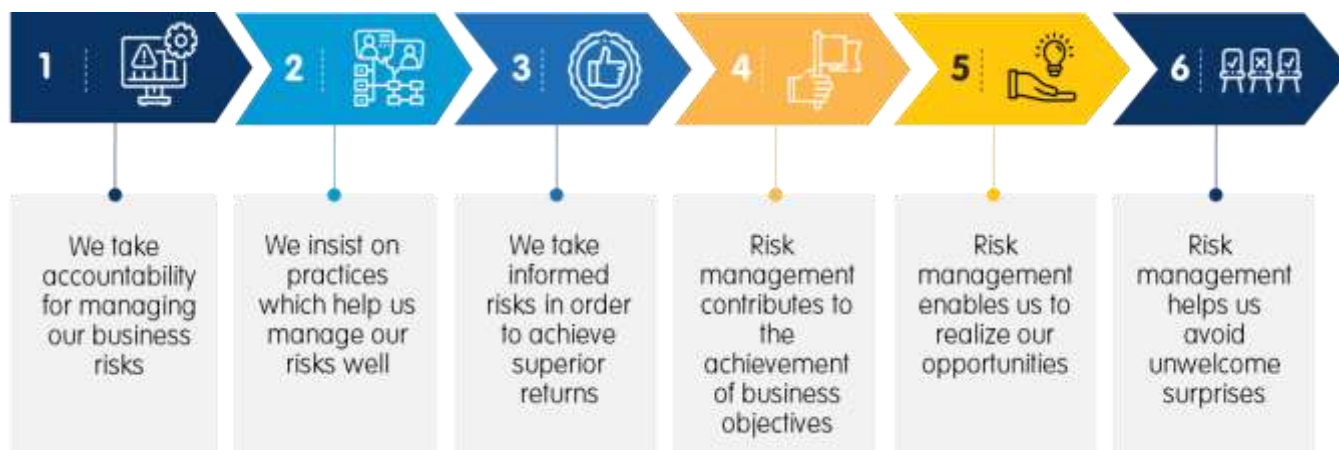 1
2
3
4
5
6
We take
accountability
for managing
our business
risks
We insist on
practices
which help us
manage our
risks well
We take
informed
risks in order
to achieve
superior
returns
Risk
management
contributes to
the
achievement
of business
objectives
Risk
management
enables us to
realize our
opportunities
Risk
management
helps us
avoid
unwelcome
surprises